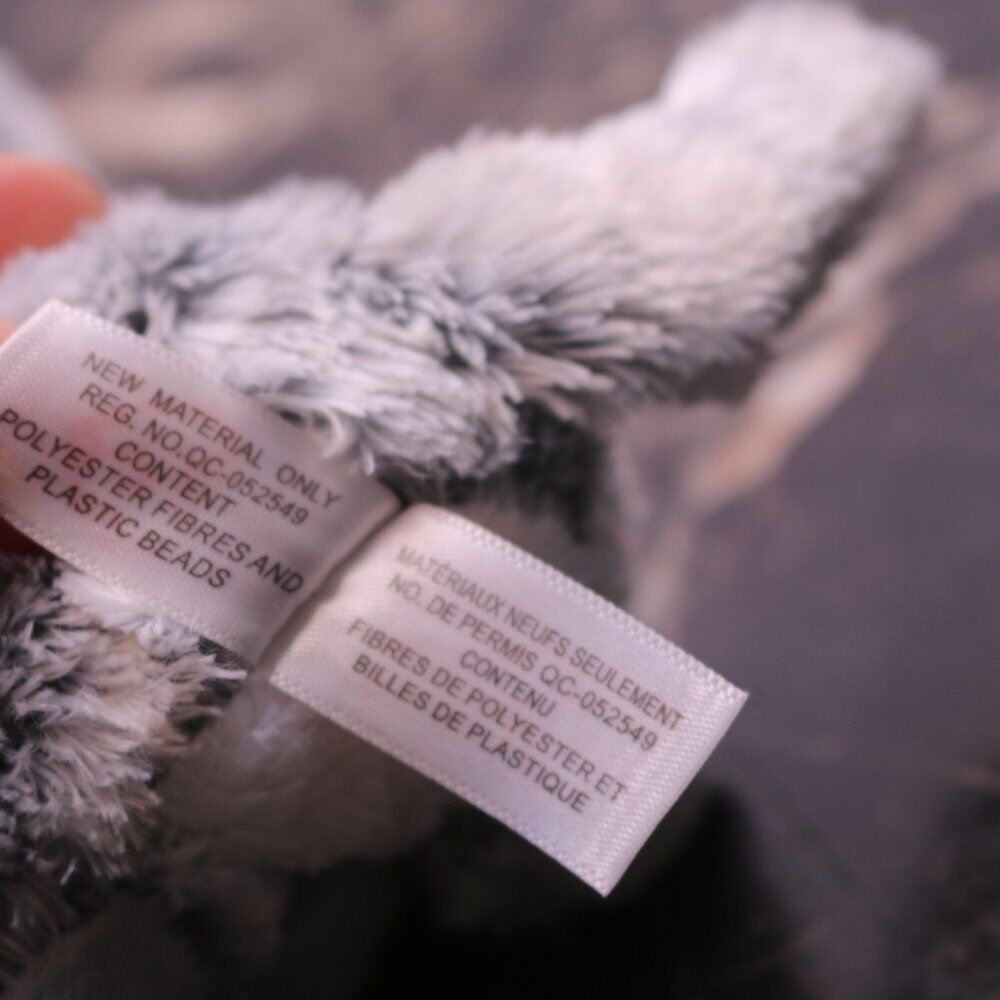 NEW MATERIAL ONLY
REG. NO.QC-052549
CONTENT
POLYESTER FIBRES AND
PLASTIC BEADS
MATÉRIAUX NEUFS SEULEMENT
NO. DE PERMIS QC-052549
CONTENU
FIBRES DE POLYESTER ET
BILLES DE PLASTIQUE